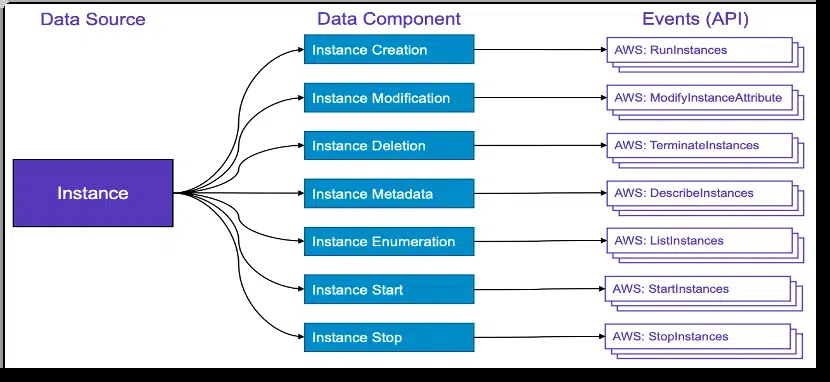 Data Source
Data Component
Events (API)
Instance
Instance Creation
AWS: RunInstances
Instance Modification
AWS: ModifyInstanceAttribute
Instance Deletion
AWS: TerminateInstances
Instance Metadata
AWS: DescribeInstances
Instance Enumeration
AWS: ListInstances
Instance Start
AWS: StartInstances
Instance Stop
AWS: StopInstances